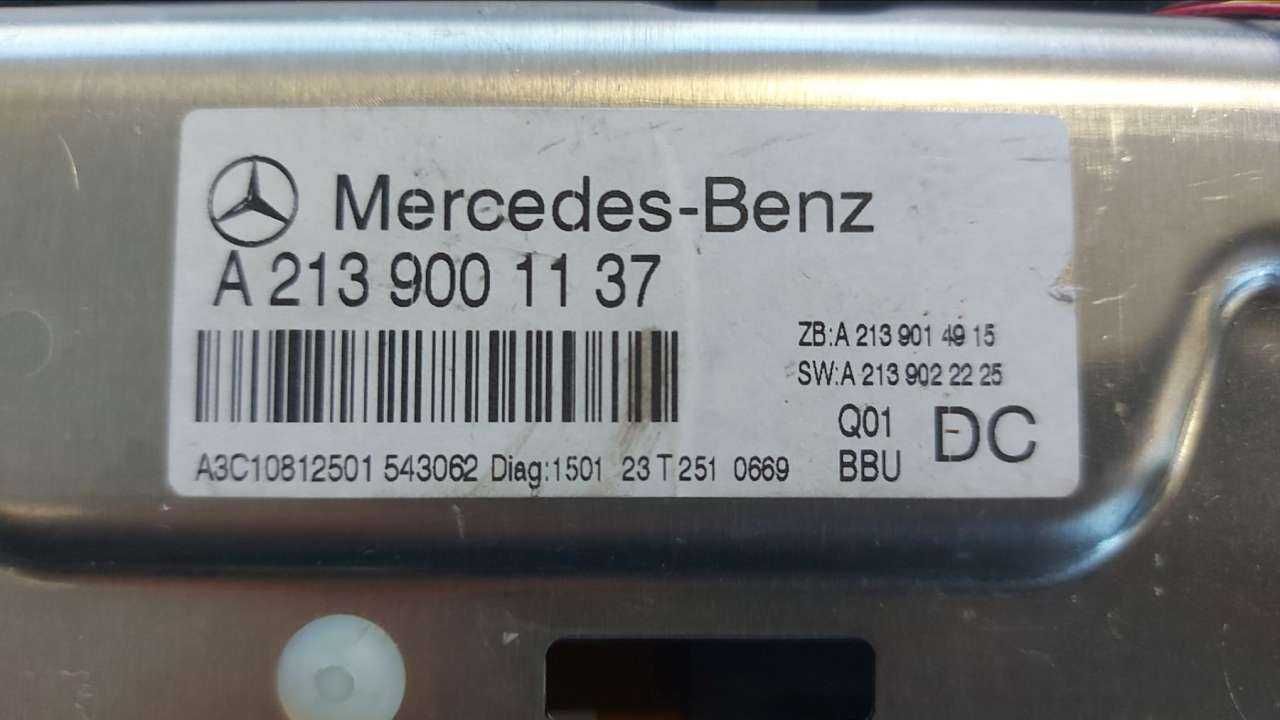 Mercedes-Benz
A 213 900 11 37
ZB:A 213 901 49 15
SW:A 213 902 22 25
Q01
BBU
DC
A3C10812501 543062 Diag:1501 23 T 251 0669